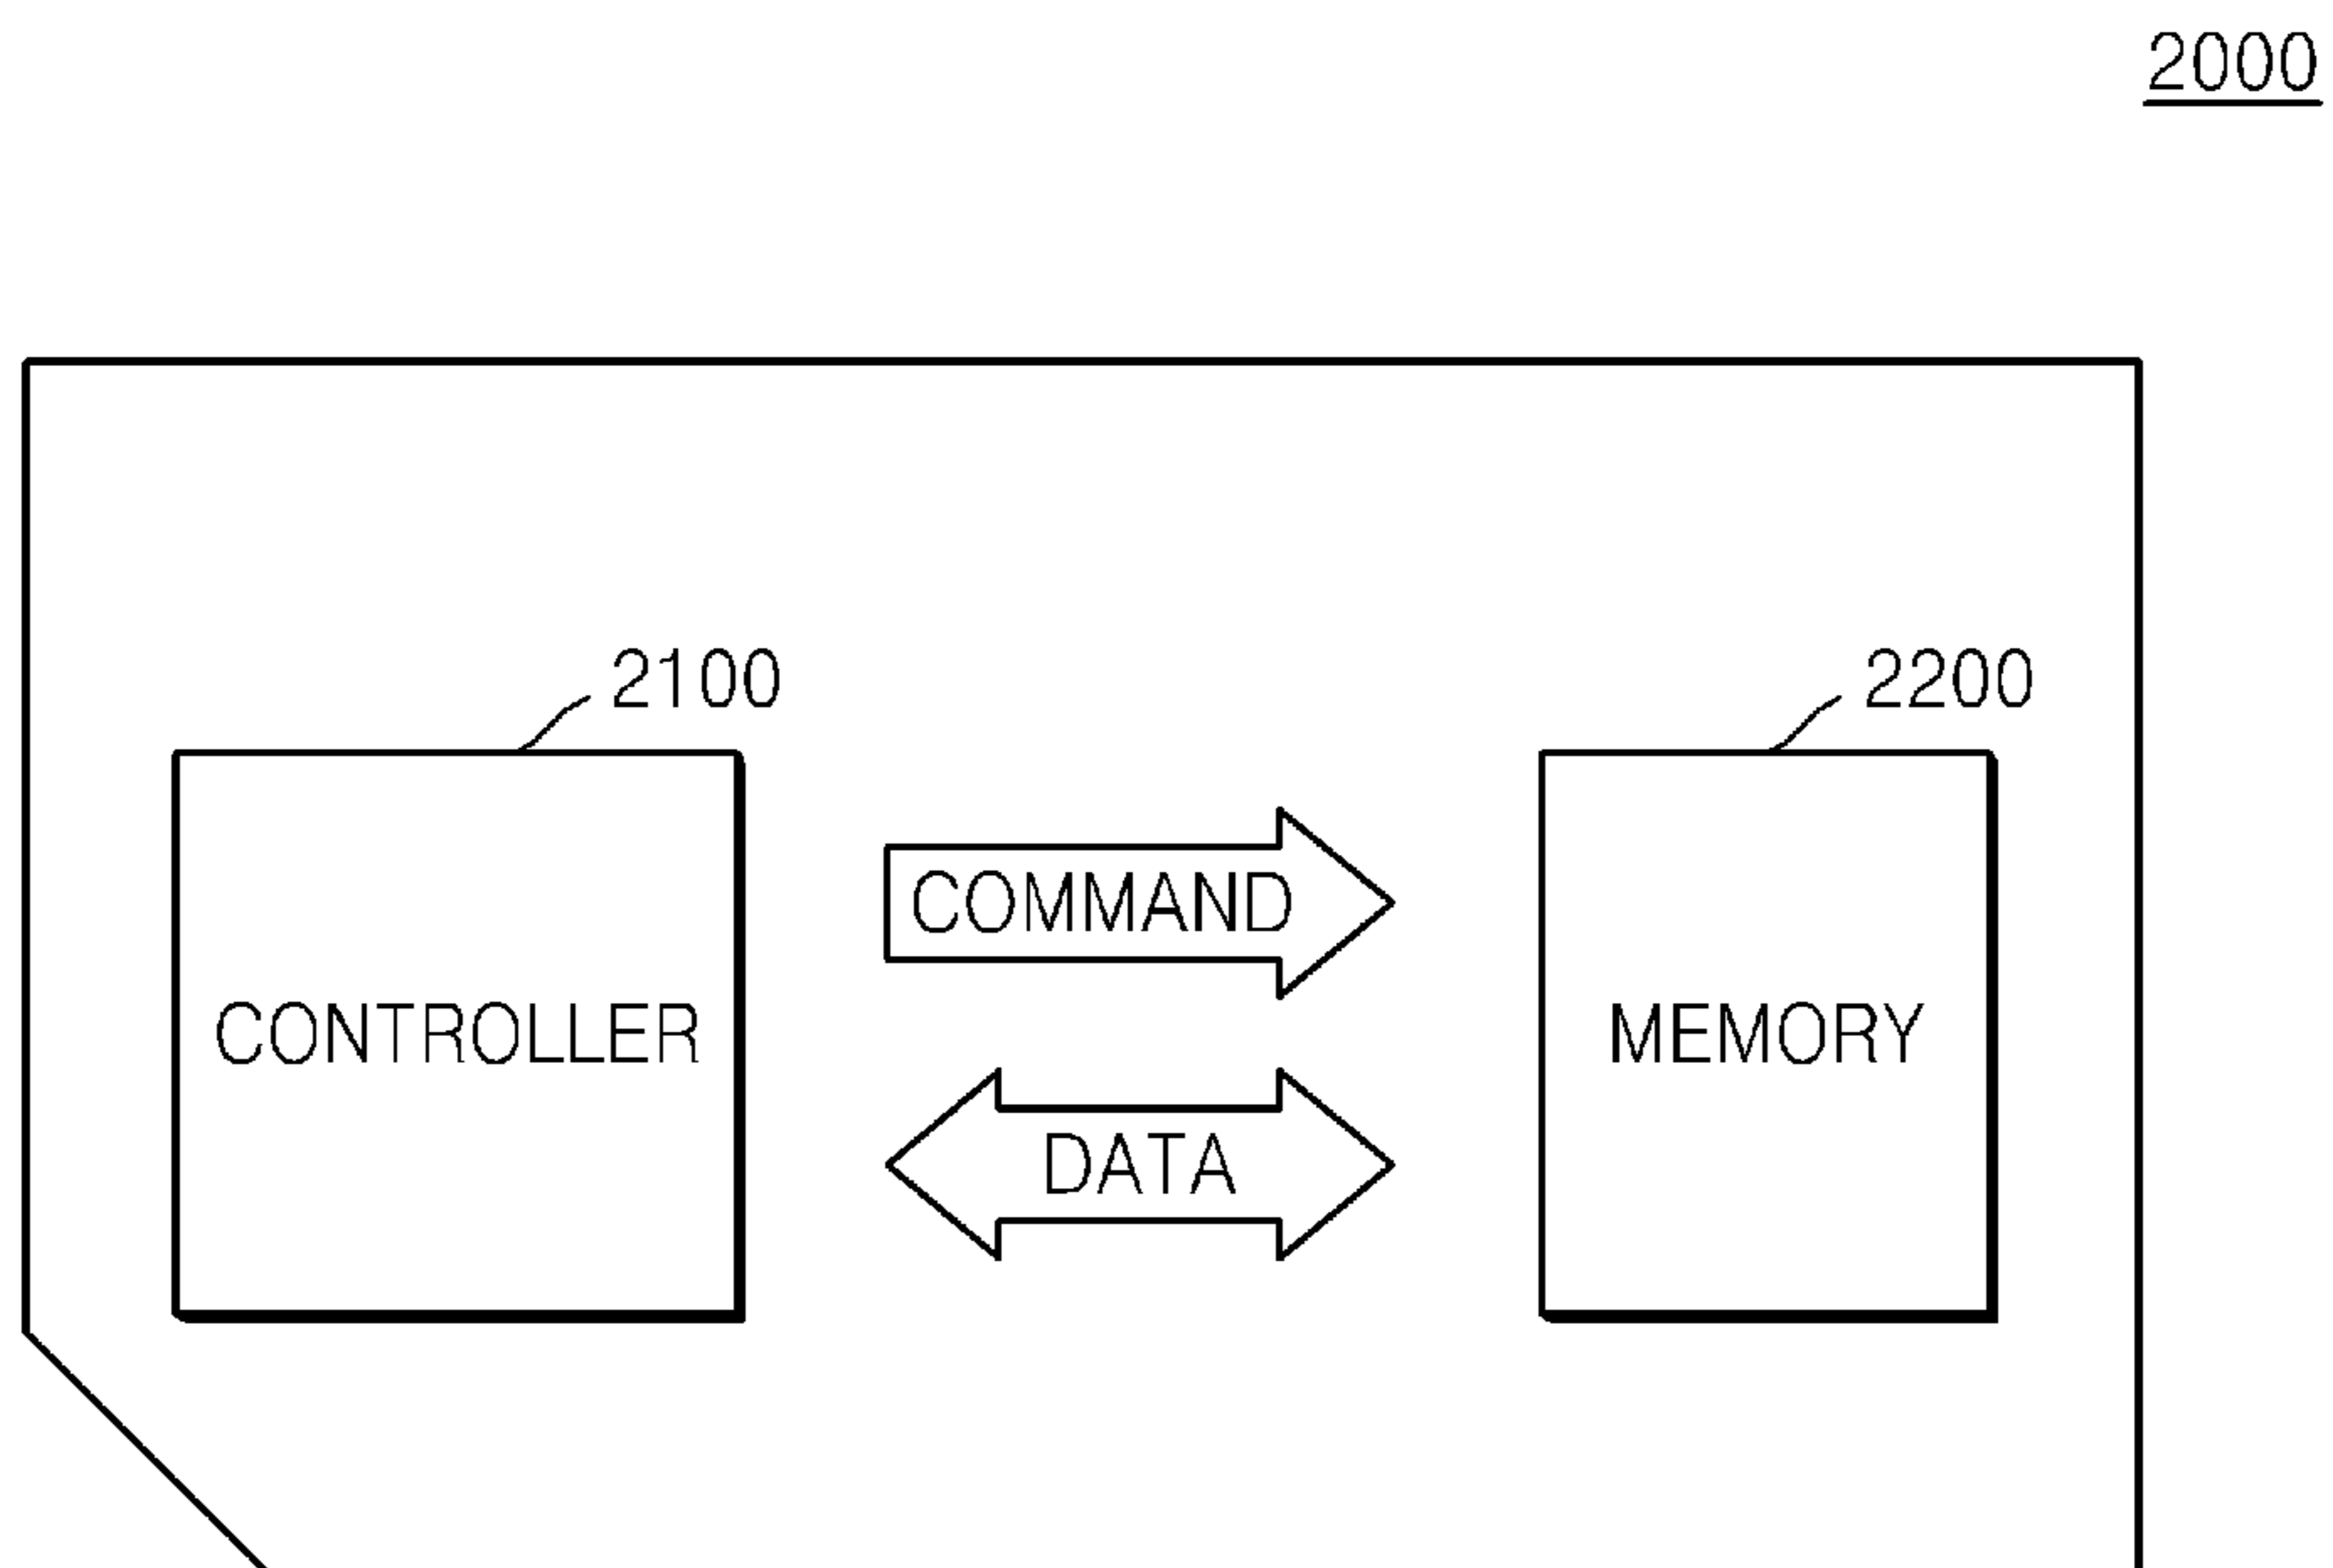 2000
2100
2200
COMMAND
CONTROLLER
MEMORY
DATA